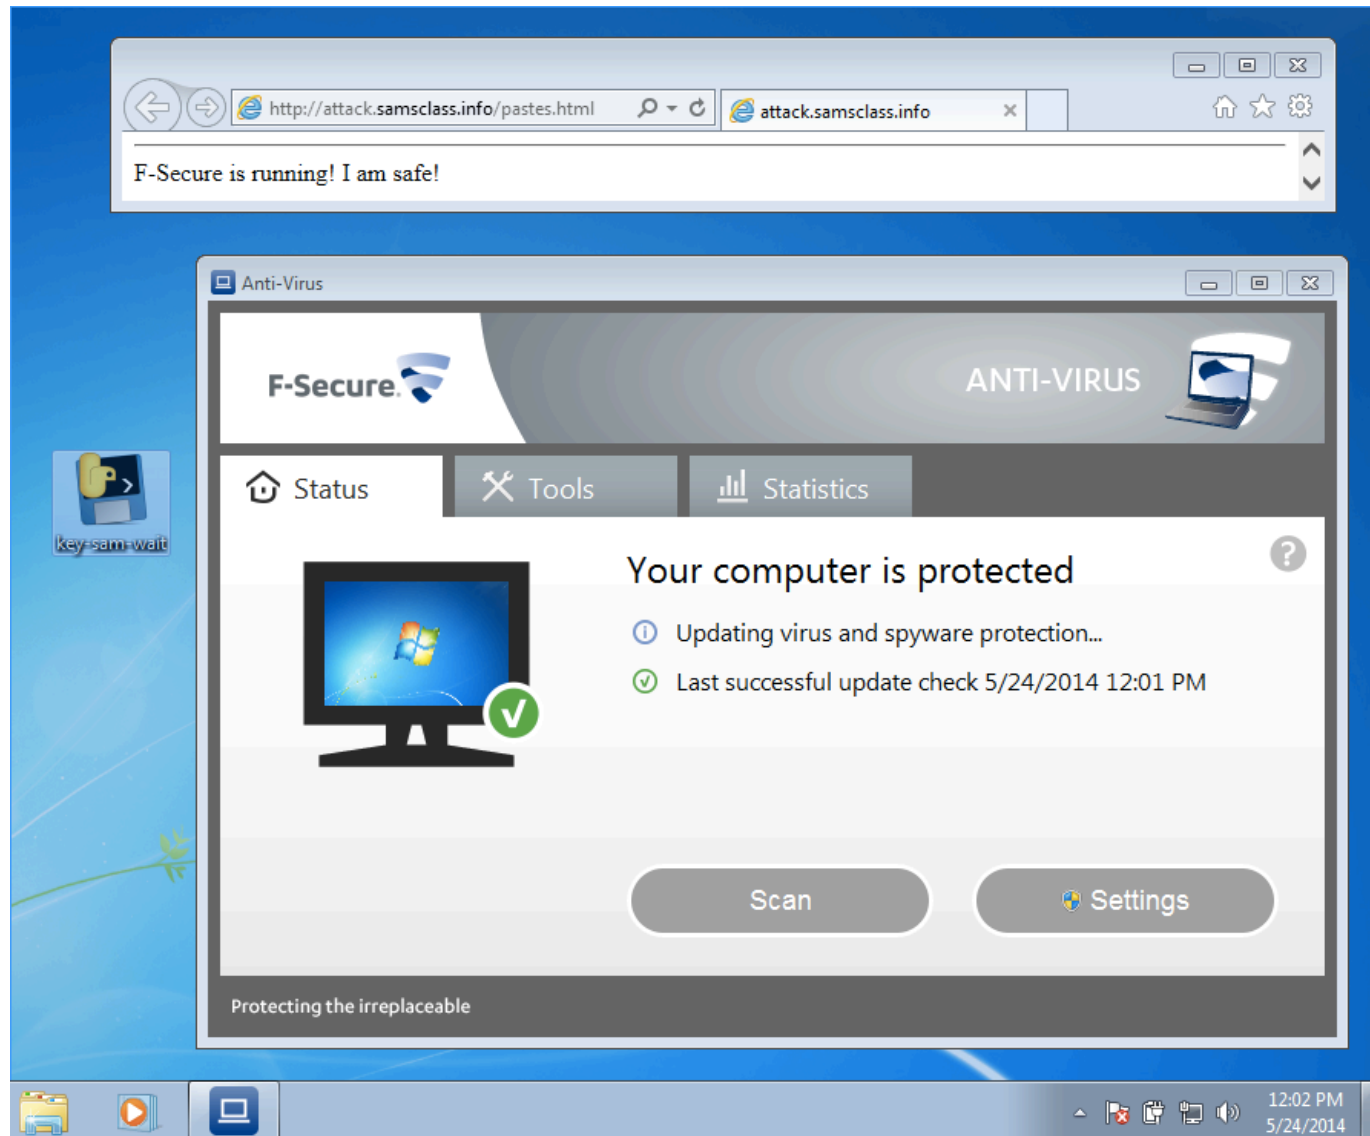 http://attack.samsclass.info/pastes.html
attack.samsclass.info
F-Secure is running! I am safe!
Anti-Virus
F-Secure.
ANTI-VIRUS
Status
Tools
Statistics
key-sam-wait
Your computer is protected
Updating virus and spyware protection...
Last successful update check 5/24/2014 12:01 PM
Scan
Settings
Protecting the irreplaceable
12:02 PM
5/24/2014